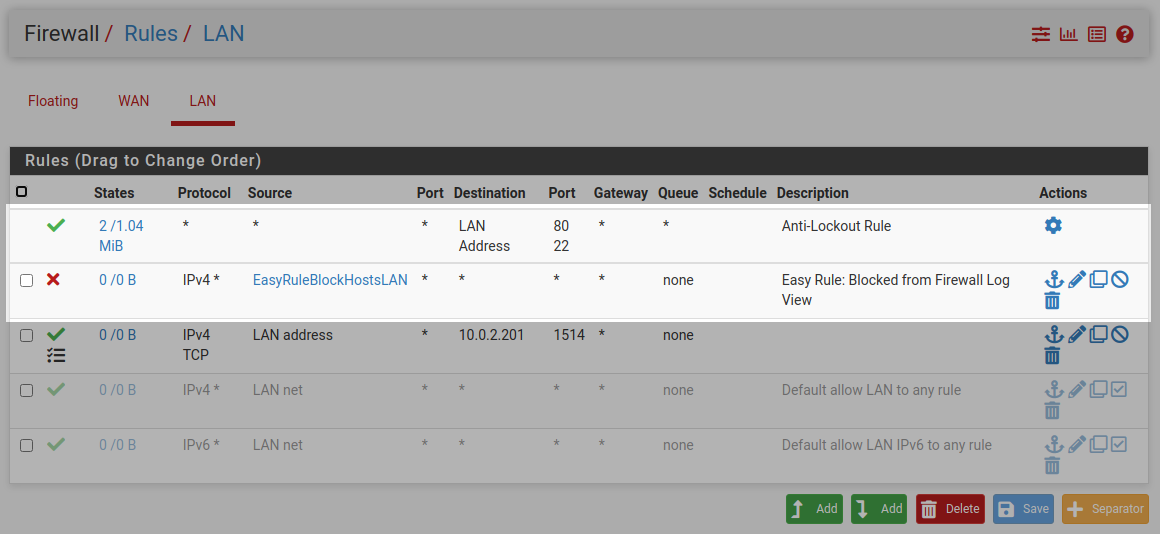 Firewall / Rules / LAN
Floating WAN LAN
Rules (Drag to Change Order)
States Protocol Source Port Destination Port Gateway Queue Schedule Description Actions
2 /1.04 * * * LAN 80 * * Anti-Lockout Rule
MiB Address 22
0 /0 B IPv4 * EasyRuleBlockHostsLAN * * * * none Easy Rule: Blocked from Firewall Log
View
0 /0 B IPv4 LAN address * 10.0.2.201 1514 * none
TCP
0 /0 B IPv4 * LAN net * * * * none Default allow LAN to any rule
0 /0 B IPv6 * LAN net * * * * none Default allow LAN IPv6 to any rule
Add Add Delete Save Separator